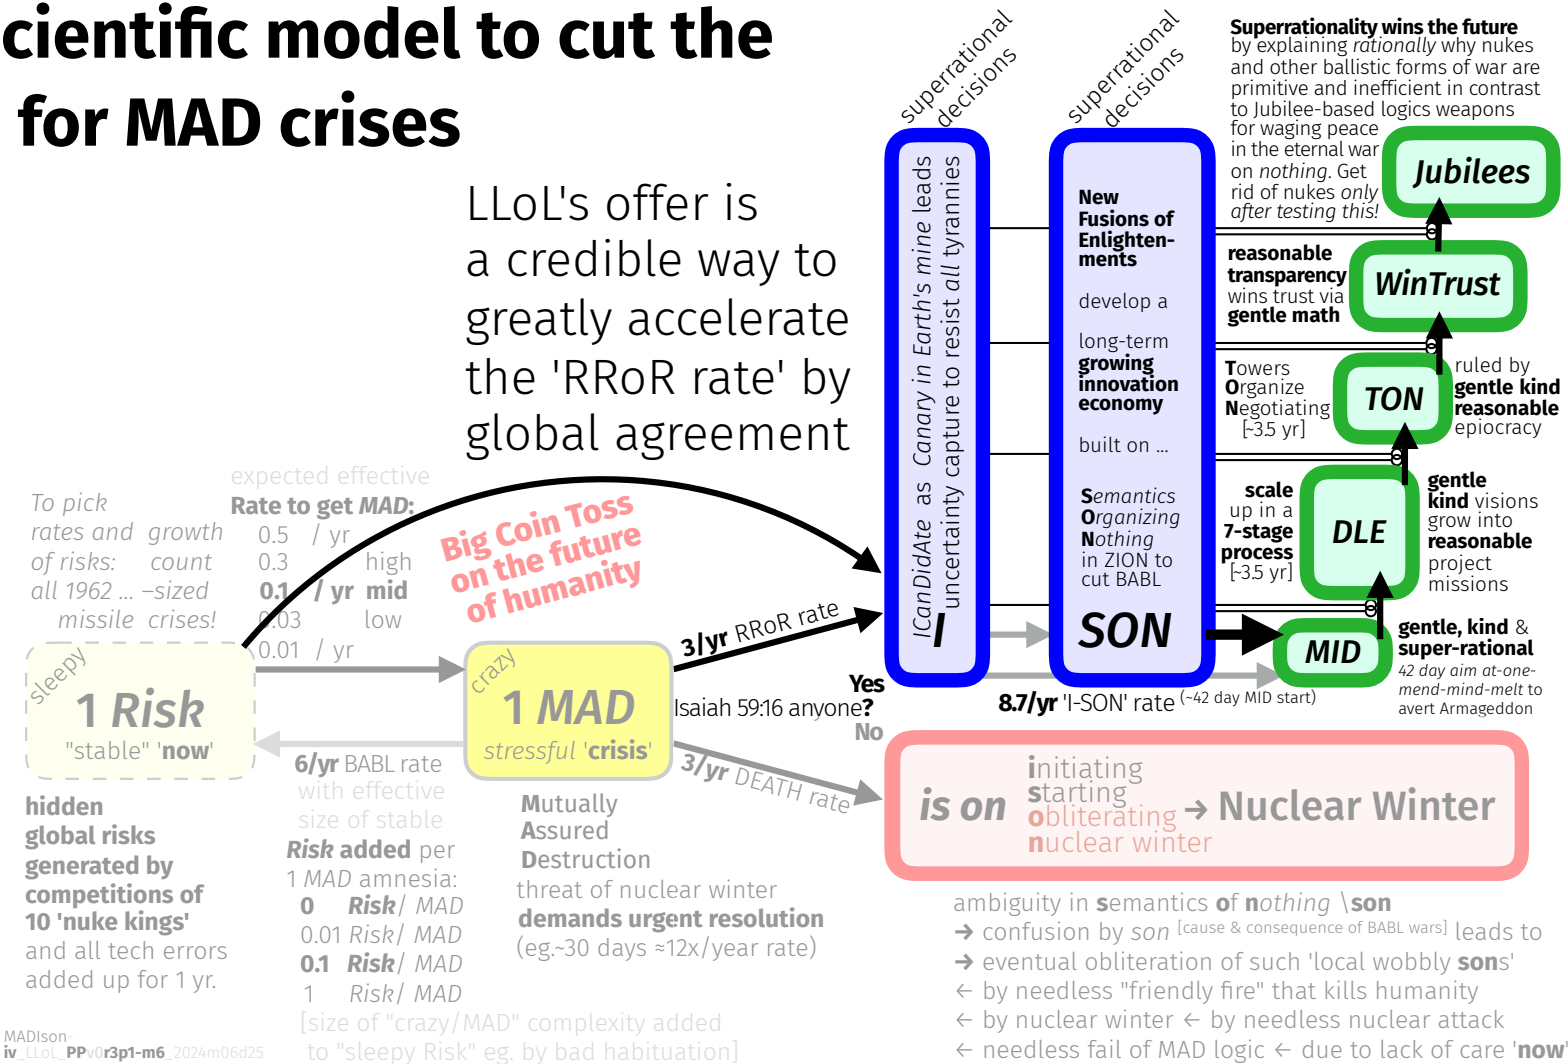 cientific model to cut the
for MAD crises
LLoL's offer is
a credible way to
greatly accelerate
the 'RRoR rate' by
global agreement
expected effective
Rate to get MAD:
0.5 / yr
0.3 high
0.1 / yr mid
0.03 low
0.01 / yr
To pick
rates and growth
of risks: count
all 1962 ... –sized
missile crises!
Big Coin Toss
on the future
of humanity
sleepy
1 Risk
"stable" 'now'
crazy
1 MAD
stressful 'crisis'
3/yr RRoR rate
Isaiah 59:16 anyone?
Yes
No
3/yr DEATH rate
6/yr BABL rate
with effective
size of stable
Risk added per
1 MAD amnesia:
0 Risk/ MAD
0.01 Risk/ MAD
0.1 Risk/ MAD
1 Risk/ MAD
[size of "crazy/MAD" complexity added
to "sleepy Risk" eg. by bad habituation]
hidden
global risks
generated by
competitions of
10 'nuke kings'
and all tech errors
added up for 1 yr.
MADIson-
iv_LLoL_PPv0r3p1-m6_2024m06d25
Mutually
Assured
Destruction
threat of nuclear winter
demands urgent resolution
(eg.~30 days ≈12x/year rate)
superrational
decisions
superrational
decisions
ICanDidAte as Canary in Earth's mine leads
uncertainty capture to resist all tyrannies
I
New
Fusions of
Enlighten-
ments
develop a
long-term
growing
innovation
economy
built on ...
Semantics
Organizing
Nothing
in ZION to
cut BABL
SON
8.7/yr 'I-SON' rate (~42 day MID start)
Superrationality wins the future
by explaining rationally why nukes
and other ballistic forms of war are
primitive and inefficient in contrast
to Jubilee-based logics weapons
for waging peace
in the eternal war
on nothing. Get
rid of nukes only
after testing this!
Jubilees
reasonable
transparency
wins trust via
gentle math
WinTrust
Towers
Organize
Negotiating
[~3.5 yr]
TON
ruled by
gentle kind
reasonable
epiocracy
scale
up in a
7-stage
process
[~3.5 yr]
DLE
gentle
kind visions
grow into
reasonable
project
missions
MID
gentle, kind &
super-rational
42 day aim at-one-
mend-mind-melt to
avert Armageddon
is on
initiating
starting
obliterating
nuclear winter
→ Nuclear Winter
ambiguity in semantics of nothing \son
→ confusion by son [cause & consequence of BABL wars] leads to
→ eventual obliteration of such 'local wobbly sons'
← by needless "friendly fire" that kills humanity
← by nuclear winter ← by needless nuclear attack
← needless fail of MAD logic ← due to lack of care 'now'